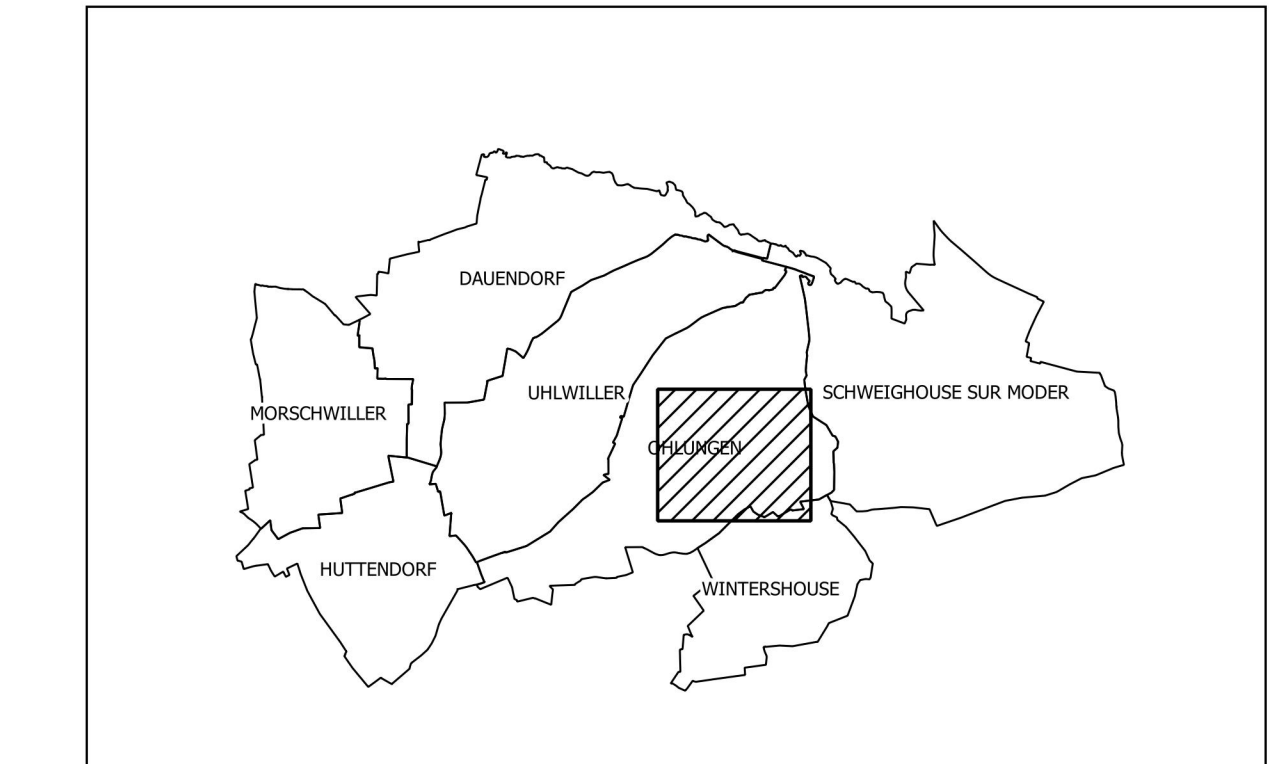 DAUENDORF
UHLWILLER
SCHWEIGHOUSE SUR MODER
MORSCHWILLER
OHLUNGEN
HUTTENDORF
WINTERSHOUSE